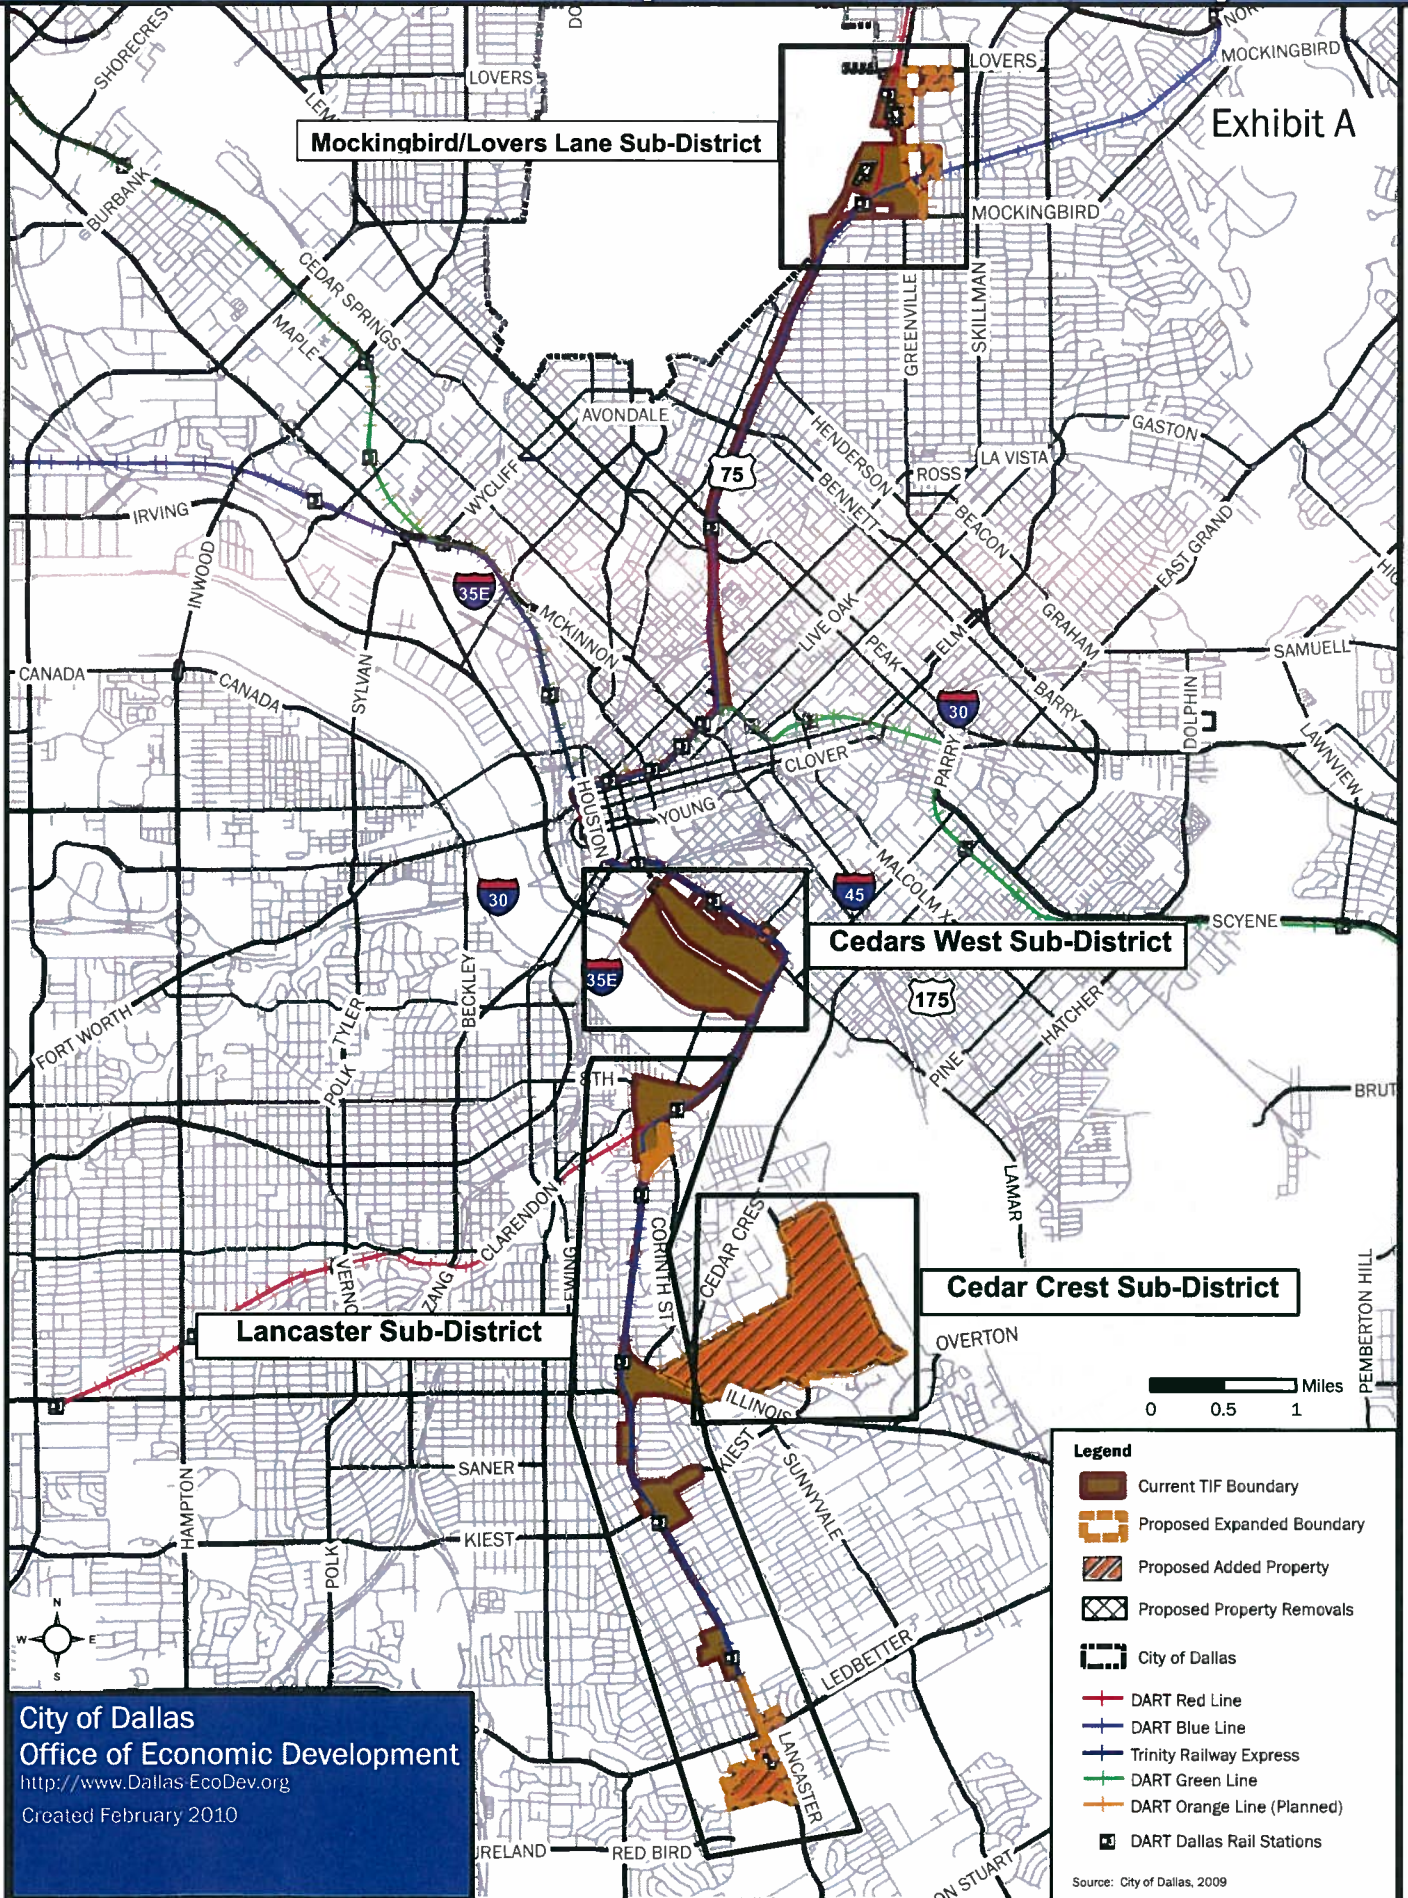 SHORECREST
LOVERS
LOVERS
MOCKINGBIRD
Exhibit A
Mockingbird/Lovers Lane Sub-District
BURBANK
MOCKINGBIRD
CEDAR SPRINGS
MAPLE
GREENVILLE
SKILLMAN
AVONDALE
HENDERSON
GASTON
LA VISTA
ROSS
75
BENNETT
WYCLIFF
IRVING
BEACON
EAST GRAND
INWOOD
35E
MCKINNON
LIVE OAK
PEAK
ELM
GRAHAM
SAMUELL
CANADA
CANADA
SYLVAN
BARRY
30
DOLPHIN
LAWNVIEW
CLOVER
PARRY
HOUSTON
YOUNG
MALCOLM X
30
45
SCYENE
Cedars West Sub-District
35E
175
BECKLEY
TYLER
POLK
FORT WORTH
HATCHER
PINE
8TH
BRUT
LAMAR
CLARENDON
CORINTH ST
CEDAR CRES
EWING
VERNO
ZANG
PEMBERTON HILL
Cedar Crest Sub-District
Lancaster Sub-District
OVERTON
ILLINOIS
Miles
0 0.5 1
KIEST
SUNNYVALE
SANER
HAMPTON
KIEST
POLK
LEDBETTER
LANCASTER
URELAND
RED BIRD
ON STUART
N
W E
S
Legend
Current TIF Boundary
Proposed Expanded Boundary
Proposed Added Property
Proposed Property Removals
City of Dallas
DART Red Line
DART Blue Line
Trinity Railway Express
DART Green Line
DART Orange Line (Planned)
DART Dallas Rail Stations
Source: City of Dallas, 2009
City of Dallas
Office of Economic Development
http://www.Dallas-EcoDev.org
Created February 2010